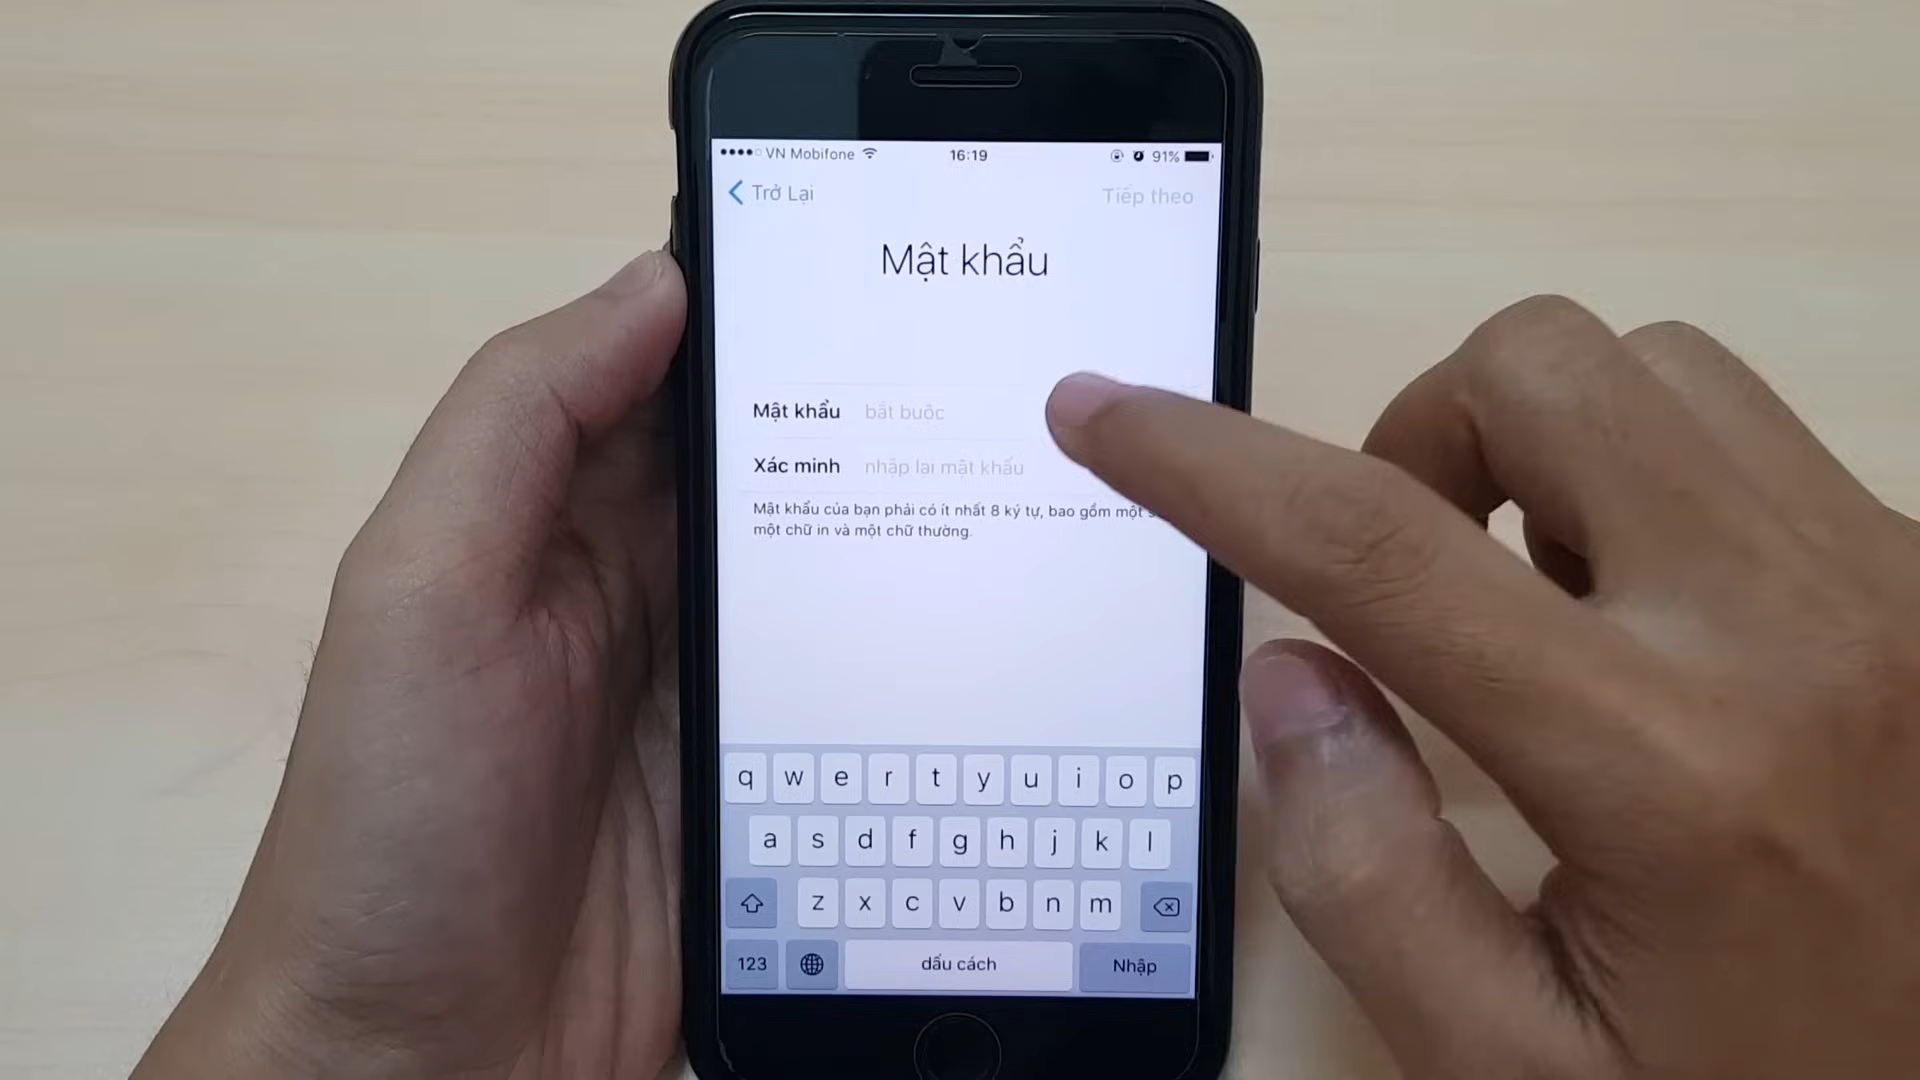 VN Mobifone 16:19 91%
Trở Lại Tiếp theo
Mật khẩu
Mật khẩu bắt buộc
Xác minh nhập lại mật khẩu
Mật khẩu của bạn phải có ít nhất 8 ký tự, bao gồm một
một chữ in và một chữ thường.
q w e r t y u i o p
a s d f g h j k l
z x c v b n m
123 dấu cách Nhập